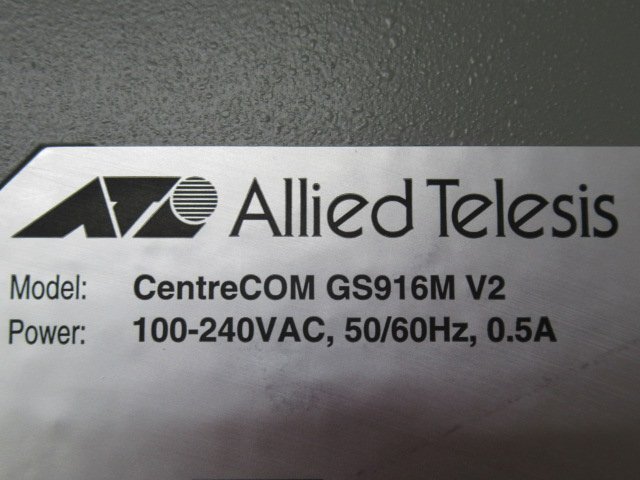 Allied Telesis
Model: CentreCOM GS916M V2
Power: 100-240VAC, 50/60Hz, 0.5A